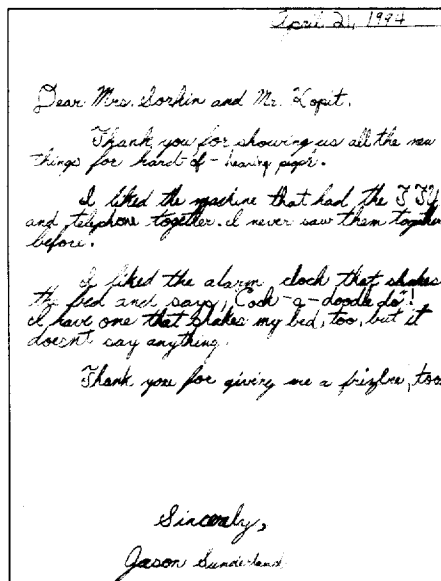 April 21, 1994
Dear Mrs. Sorkin and Mr. Lopit.
Thank you for showing us all the new
things for hard-of-hearing
I liked the machine that had the TTY
and telephone together. I never saw them together
before.
I liked the alarm clock that shakes
the bed and says, Cock-a-doodle do"!
I have one that shakes my bed, too, but it
doesn't say anything.
Thank you for giving me a frizbee, too
Sincerely,
Jason Sunderland